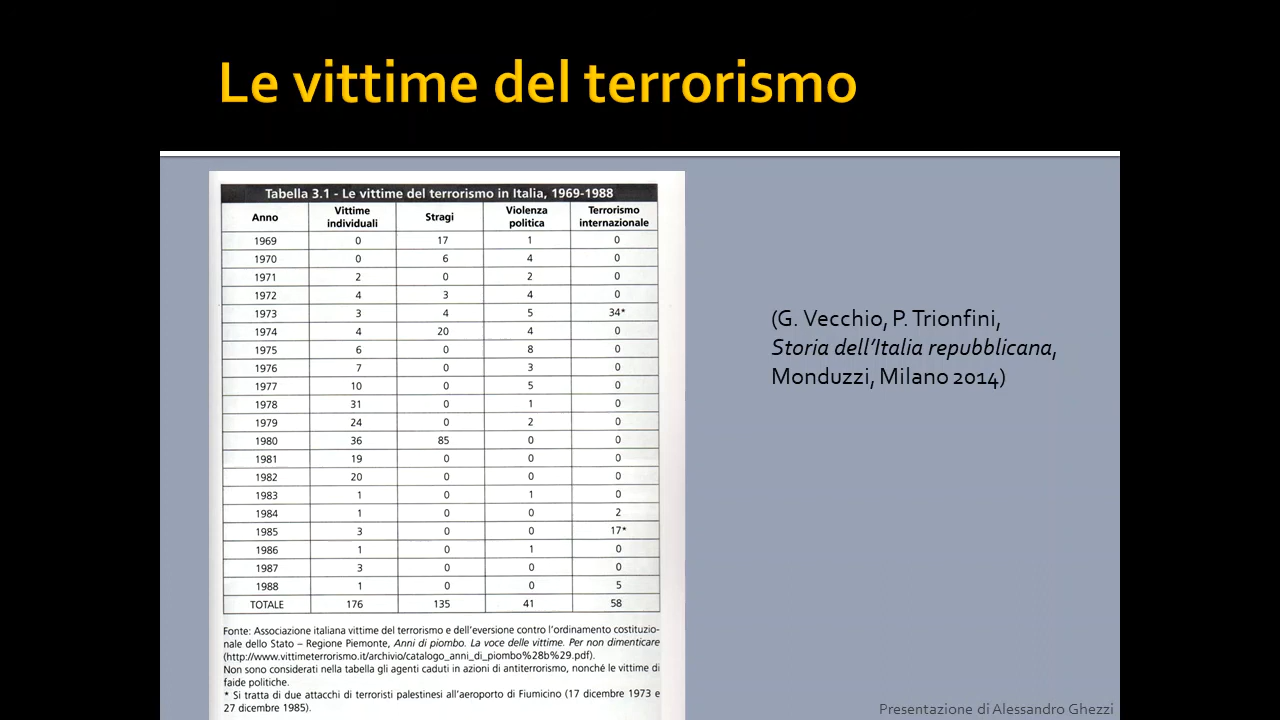 Le vittime del terrorismo
Tabella 3.1 - Le vittime del terrorismo in Italia, 1969-1988
Anno Vittime individuali Stragi Violenza politica Terrorismo internazionale
1969 0 17 1 0
1970 0 6 4 0
1971 2 0 2 0
1972 4 3 4 0
1973 3 4 5 34*
1974 4 20 4 0
1975 6 0 8 0
1976 7 0 3 0
1977 10 0 5 0
1978 31 0 1 0
1979 24 0 2 0
1980 36 85 0 0
1981 19 0 0 0
1982 20 0 0 0
1983 1 0 1 0
1984 1 0 0 2
1985 3 0 0 17*
1986 1 0 1 0
1987 3 0 0 0
1988 1 0 0 5
TOTALE 176 135 41 58
Fonte: Associazione italiana vittime del terrorismo e dell'eversione contro l'ordinamento costituzio-
nale dello Stato – Regione Piemonte, Anni di piombo. La voce delle vittime. Per non dimenticare
(http://www.vittimeterrorismo.it/archivio/catalogo_anni_di_piombo%28b%29.pdf).
Non sono considerati nella tabella gli agenti caduti in azioni di antiterrorismo, nonché le vittime di
faide politiche.
* Si tratta di due attacchi di terroristi palestinesi all'aeroporto di Fiumicino (17 dicembre 1973 e
27 dicembre 1985).
(G. Vecchio, P. Trionfini,
Storia dell'Italia repubblicana,
Monduzzi, Milano 2014)
Presentazione di Alessandro Ghezzi